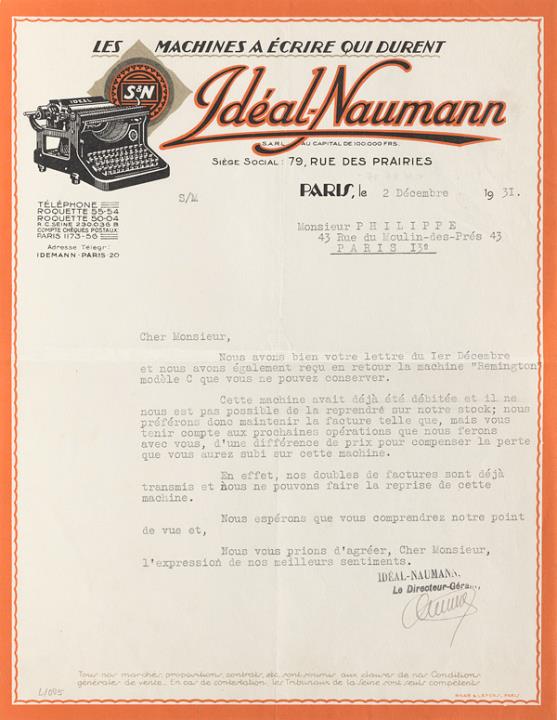 LES MACHINES A ÉCRIRE QUI DURENT
S&N
IDÉAL
Idéal-Naumann
S.A.R.L. AU CAPITAL DE 100.000 FRS.
SIÈGE SOCIAL : 79, RUE DES PRAIRIES
S/M
PARIS, le 2 Décembre 1931.
TÉLÉPHONE
ROQUETTE 55-54
ROQUETTE 50-04
R.C. SEINE 230.036 B
COMPTE CHÈQUES POSTAUX
PARIS 1173-56
Adresse Télégr:
IDEMANN-PARIS-20
Monsieur PHILIPPE
43 Rue du Moulin-des-Prés 43
PARIS I3°
Cher Monsieur,
Nous avons bien votre lettre du Ier Décembre
et nous avons également reçu en retour la machine "Remington"
modèle C que vous ne pouvez conserver.
Cette machine avait déjà été débitée et il ne
nous est pas possible de la reprendre sur notre stock; nous
préférons donc maintenir la facture telle que, mais vous
tenir compte aux prochaines opérations que nous ferons
avec vous, d'une différence de prix pour compenser la perte
que vous aurez subi sur cette machine.
En effet, nos doubles de factures sont déjà
transmis et nous ne pouvons faire la reprise de cette
machine.
Nous espérons que vous comprendrez notre point
de vue et,
Nous vous prions d'agréer, Cher Monsieur,
l'expression de nos meilleurs sentiments.
IDÉAL-NAUMANN.
Le Directeur-Gérant,
Tous nos marchés, propositions, contrats, etc. sont soumis aux clauses de nos Conditions
générales de vente... En cas de contestation les Tribunaux de la Seine sont seuls compétents
L1095